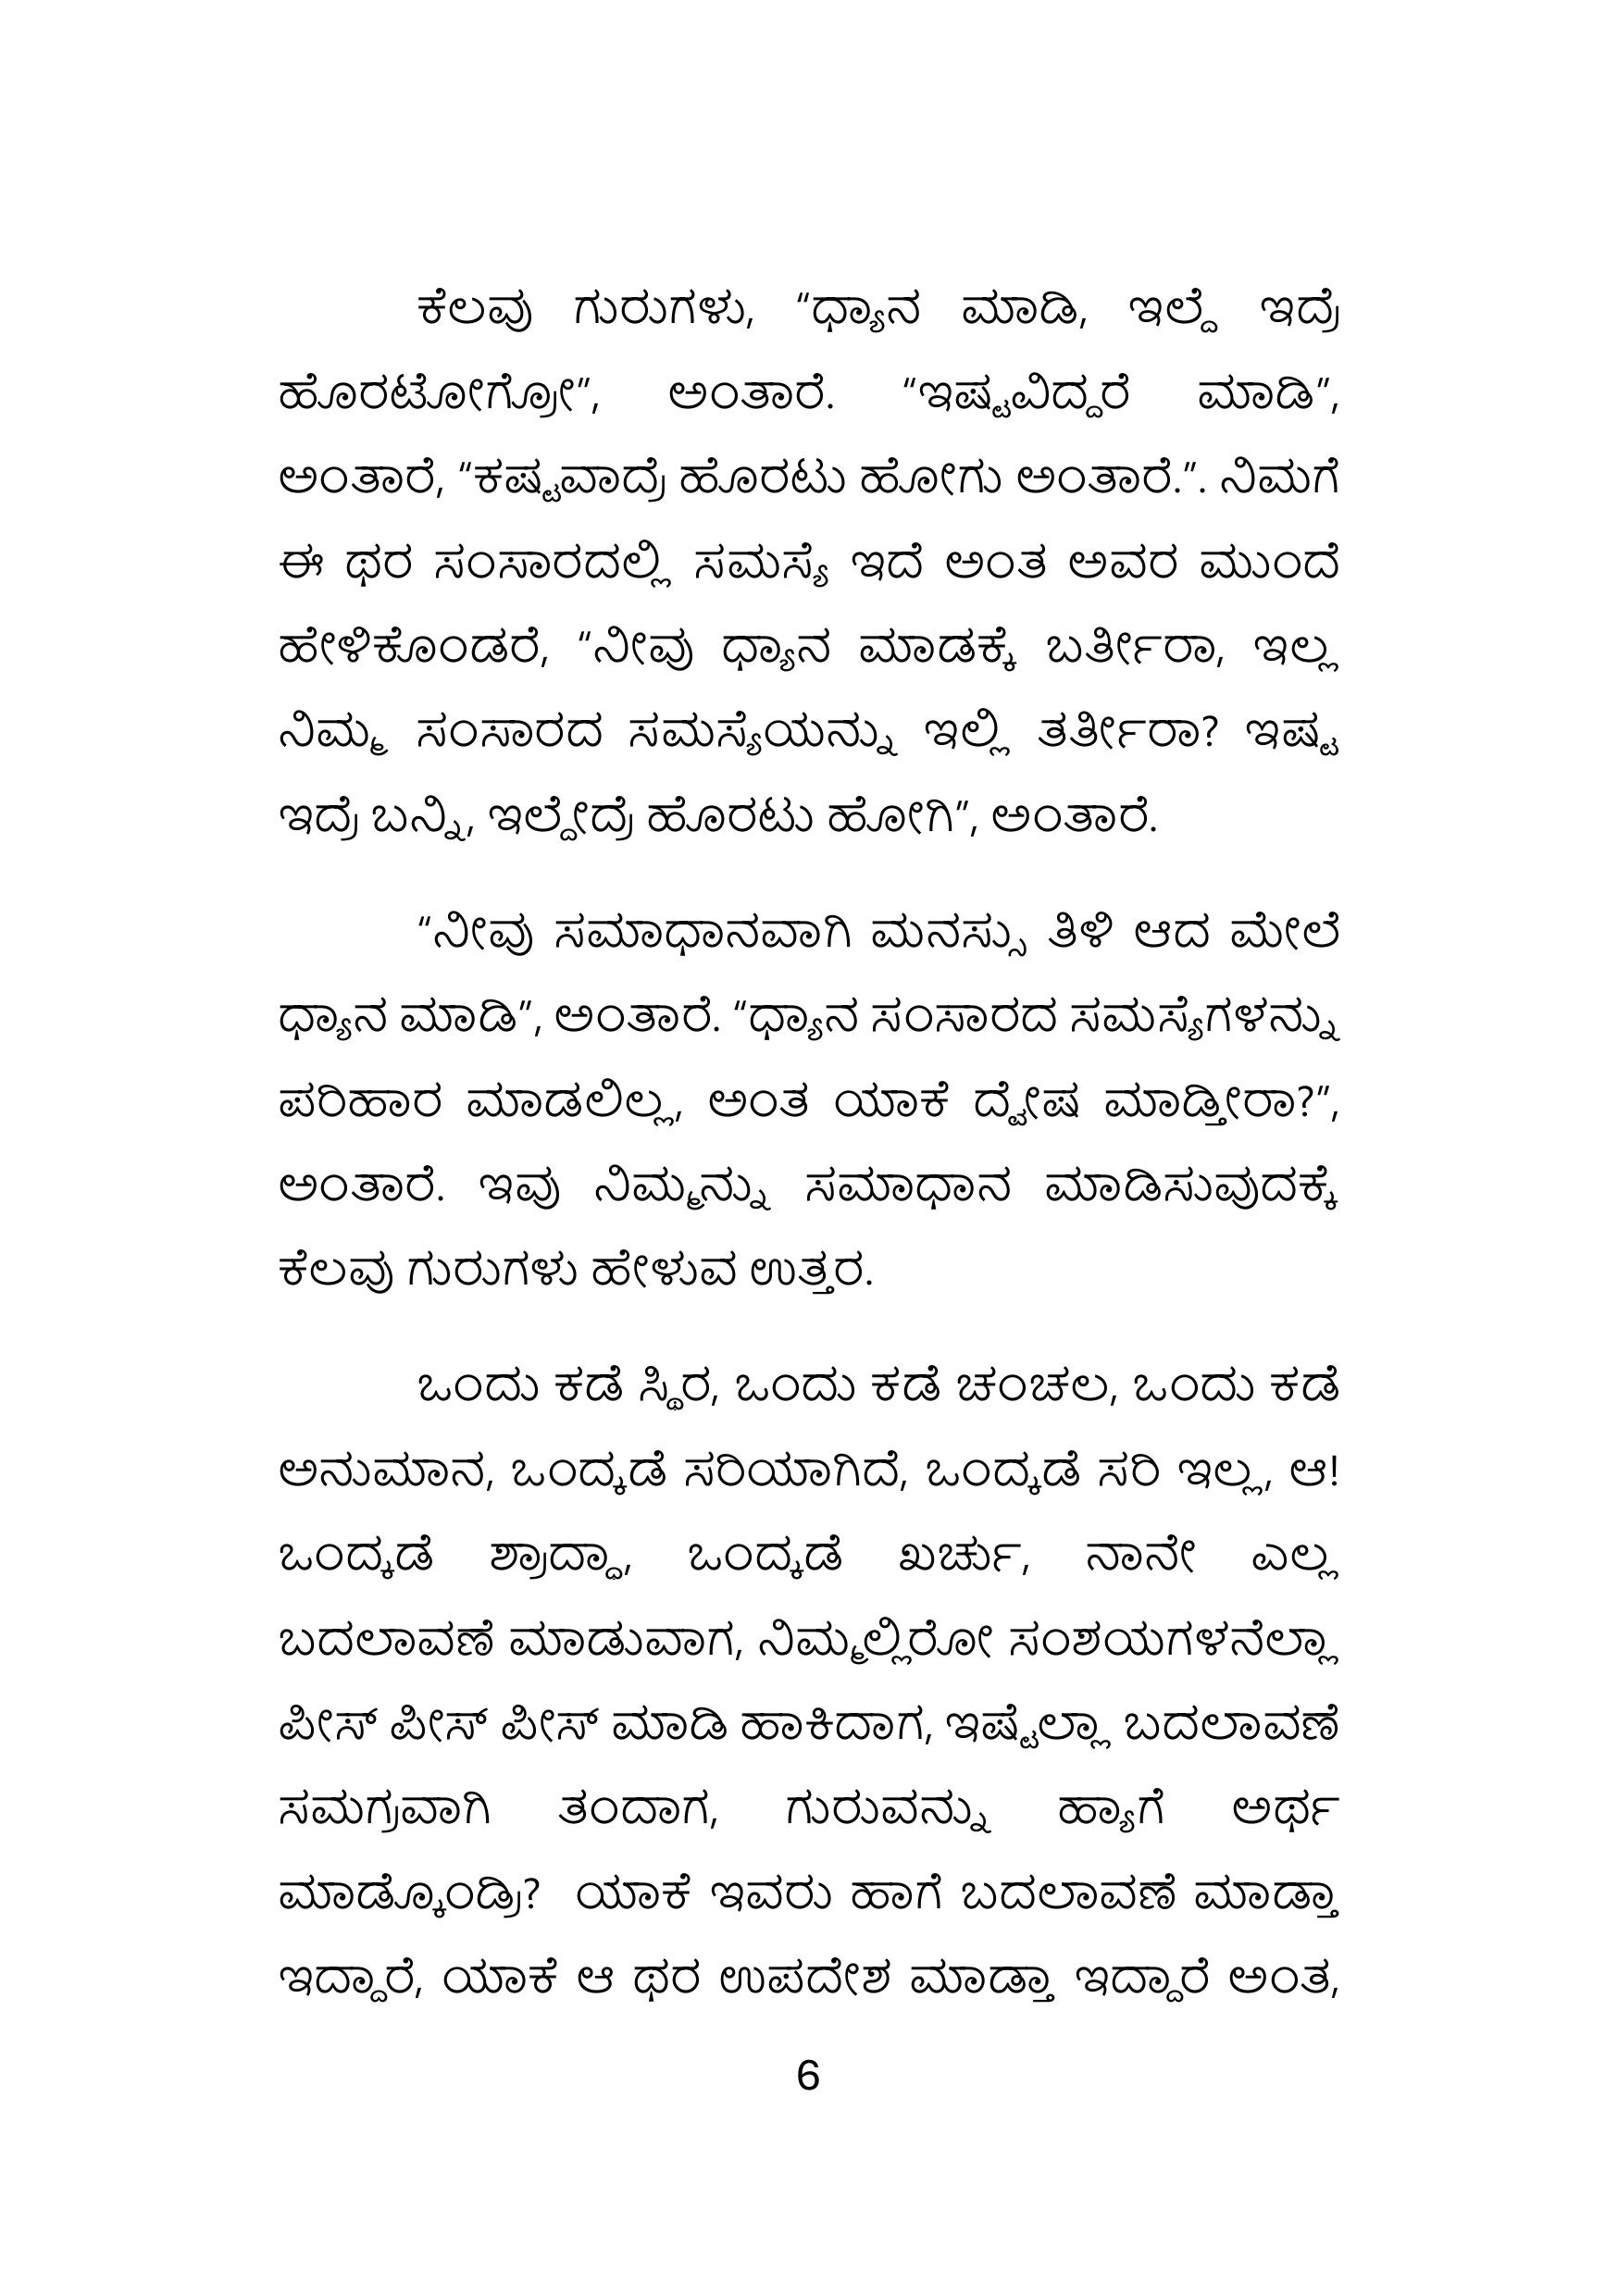 ಕೆಲವು ಗುರುಗಳು, “ಧ್ಯಾನ ಮಾಡಿ, ಇಲ್ದೆ ಇದ್ರೆ
ಹೊರಟೋಗ್ರೋ”, ಅಂತಾರೆ. “ಇಷ್ಟವಿದ್ದರೆ ಮಾಡಿ”,
ಅಂತಾರೆ, “ಕಷ್ಟವಾದ್ರೆ ಹೊರಟು ಹೋಗು ಅಂತಾರೆ.”. ನಿಮಗೆ
ಈ ಥರ ಸಂಸಾರದಲ್ಲಿ ಸಮಸ್ಯೆ ಇದೆ ಅಂತ ಅವರ ಮುಂದೆ
ಹೇಳಿಕೊಂಡರೆ, “ನೀವು ಧ್ಯಾನ ಮಾಡಕ್ಕೆ ಬರ್ತೀರಾ, ಇಲ್ಲ
ನಿಮ್ಮ ಸಂಸಾರದ ಸಮಸ್ಯೆಯನ್ನು ಇಲ್ಲಿ ತರ್ತೀರಾ? ಇಷ್ಟ
ಇದ್ರೆ ಬನ್ನಿ, ಇಲ್ದೇದ್ರೆ ಹೊರಟು ಹೋಗಿ”, ಅಂತಾರೆ.
“ನೀವು ಸಮಾಧಾನವಾಗಿ ಮನಸ್ಸು ತಿಳಿ ಆದ ಮೇಲೆ
ಧ್ಯಾನ ಮಾಡಿ”, ಅಂತಾರೆ. “ಧ್ಯಾನ ಸಂಸಾರದ ಸಮಸ್ಯೆಗಳನ್ನು
ಪರಿಹಾರ ಮಾಡಲಿಲ್ಲ, ಅಂತ ಯಾಕೆ ದ್ವೇಷ ಮಾಡ್ತೀರಾ?”,
ಅಂತಾರೆ. ಇವು ನಿಮ್ಮನ್ನು ಸಮಾಧಾನ ಮಾಡಿಸುವುದಕ್ಕೆ
ಕೆಲವು ಗುರುಗಳು ಹೇಳುವ ಉತ್ತರ.
ಒಂದು ಕಡೆ ಸ್ಥಿರ, ಒಂದು ಕಡೆ ಚಂಚಲ, ಒಂದು ಕಡೆ
ಅನುಮಾನ, ಒಂದ್ಕಡೆ ಸರಿಯಾಗಿದೆ, ಒಂದ್ಕಡೆ ಸರಿ ಇಲ್ಲ, ಆ!
ಒಂದ್ಕಡೆ ಶ್ರಾದ್ಧಾ, ಒಂದ್ಕಡೆ ಖರ್ಚು, ನಾನೇ ಎಲ್ಲ
ಬದಲಾವಣೆ ಮಾಡುವಾಗ, ನಿಮ್ಮಲ್ಲಿರೋ ಸಂಶಯಗಳನೆಲ್ಲಾ
ಪೀಸ್ ಪೀಸ್ ಪೀಸ್ ಮಾಡಿ ಹಾಕಿದಾಗ, ಇಷ್ಟೆಲ್ಲಾ ಬದಲಾವಣೆ
ಸಮಗ್ರವಾಗಿ ತಂದಾಗ, ಗುರುವನ್ನು ಹ್ಯಾಗೆ ಅರ್ಥ
ಮಾಡ್ಕೊಂಡ್ರಿ? ಯಾಕೆ ಇವರು ಹಾಗೆ ಬದಲಾವಣೆ ಮಾಡ್ತಾ
ಇದ್ದಾರೆ, ಯಾಕೆ ಆ ಥರ ಉಪದೇಶ ಮಾಡ್ತಾ ಇದ್ದಾರೆ ಅಂತ,
6